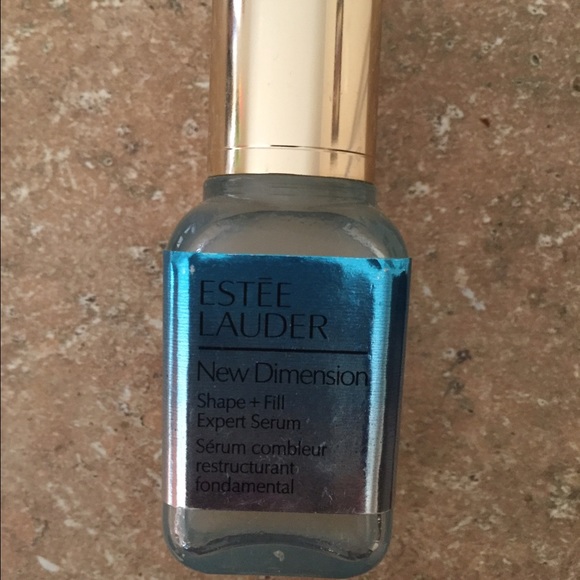 ESTĒE
LAUDER
New Dimension
Shape + Fill
Expert Serum
Sérum combleur
restructurant
fondamental